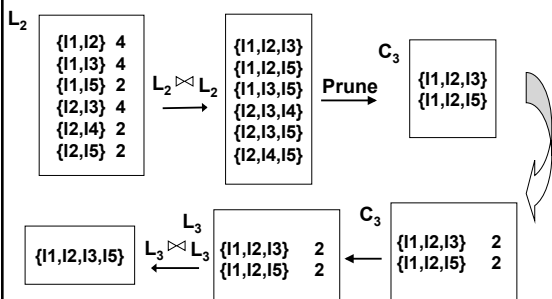 L2
{I1,I2} 4
{I1,I3} 4
{I1,I5} 2
{I2,I3} 4
{I2,I4} 2
{I2,I5} 2
L2 ⋈ L2
{I1,I2,I3}
{I1,I2,I5}
{I1,I3,I5}
{I2,I3,I4}
{I2,I3,I5}
{I2,I4,I5}
Prune
C3
{I1,I2,I3}
{I1,I2,I5}
C3
{I1,I2,I3} 2
{I1,I2,I5} 2
L3
{I1,I2,I3} 2
{I1,I2,I5} 2
L3 ⋈ L3
{I1,I2,I3,I5}